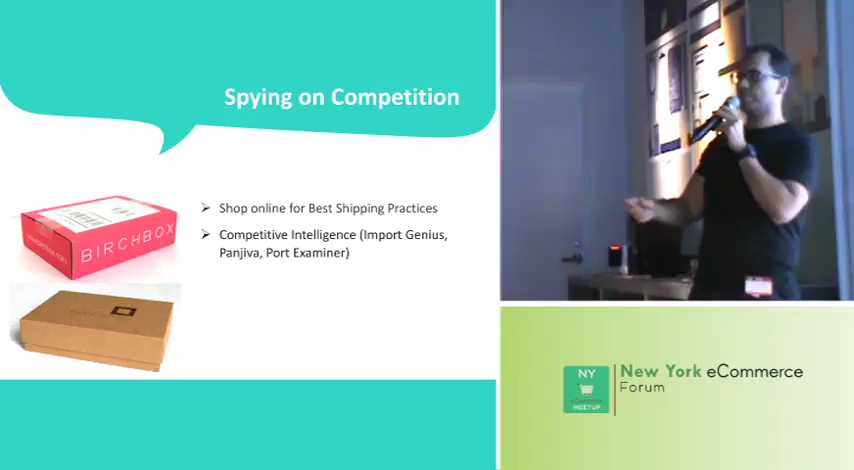 Spying on Competition
Shop online for Best Shipping Practices
Competitive Intelligence (Import Genius,
Panjiva, Port Examiner)
BIRCHBOX
NY
eCommerce
MEETUP
New York eCommerce
Forum